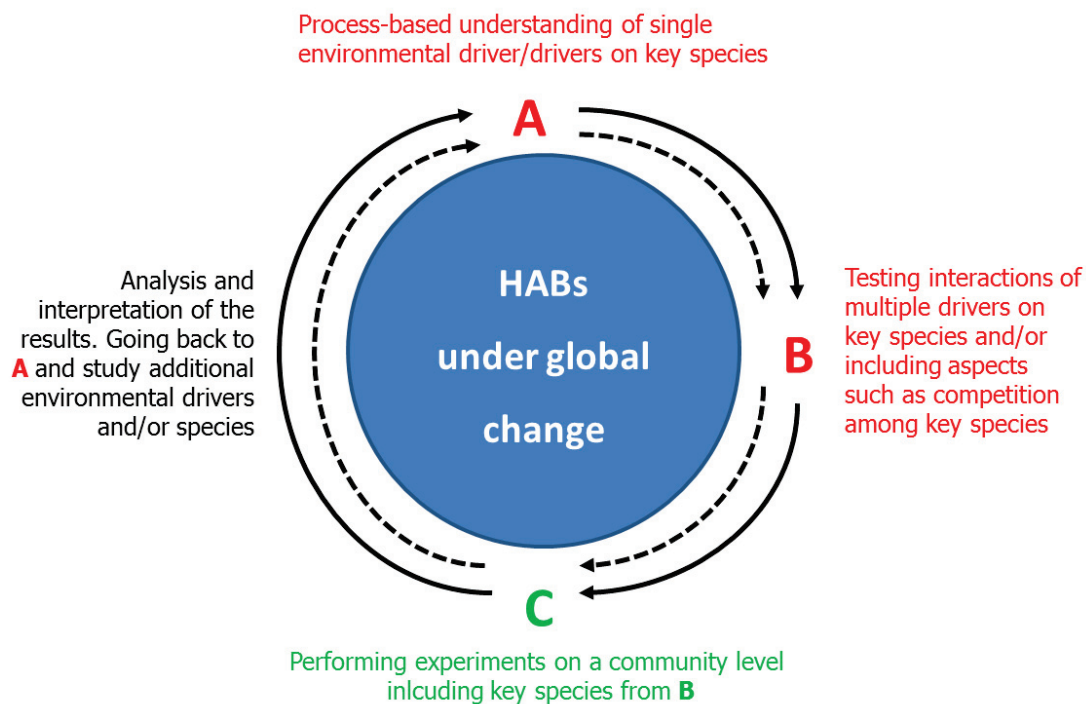 Process-based understanding of single
environmental driver/drivers on key species
A
Analysis and
interpretation of the
results. Going back to
A and study additional
environmental drivers
and/or species
HABs
under global
change
B
Testing interactions of
multiple drivers on
key species and/or
including aspects
such as competition
among key species
C
Performing experiments on a community level
inlcuding key species from B